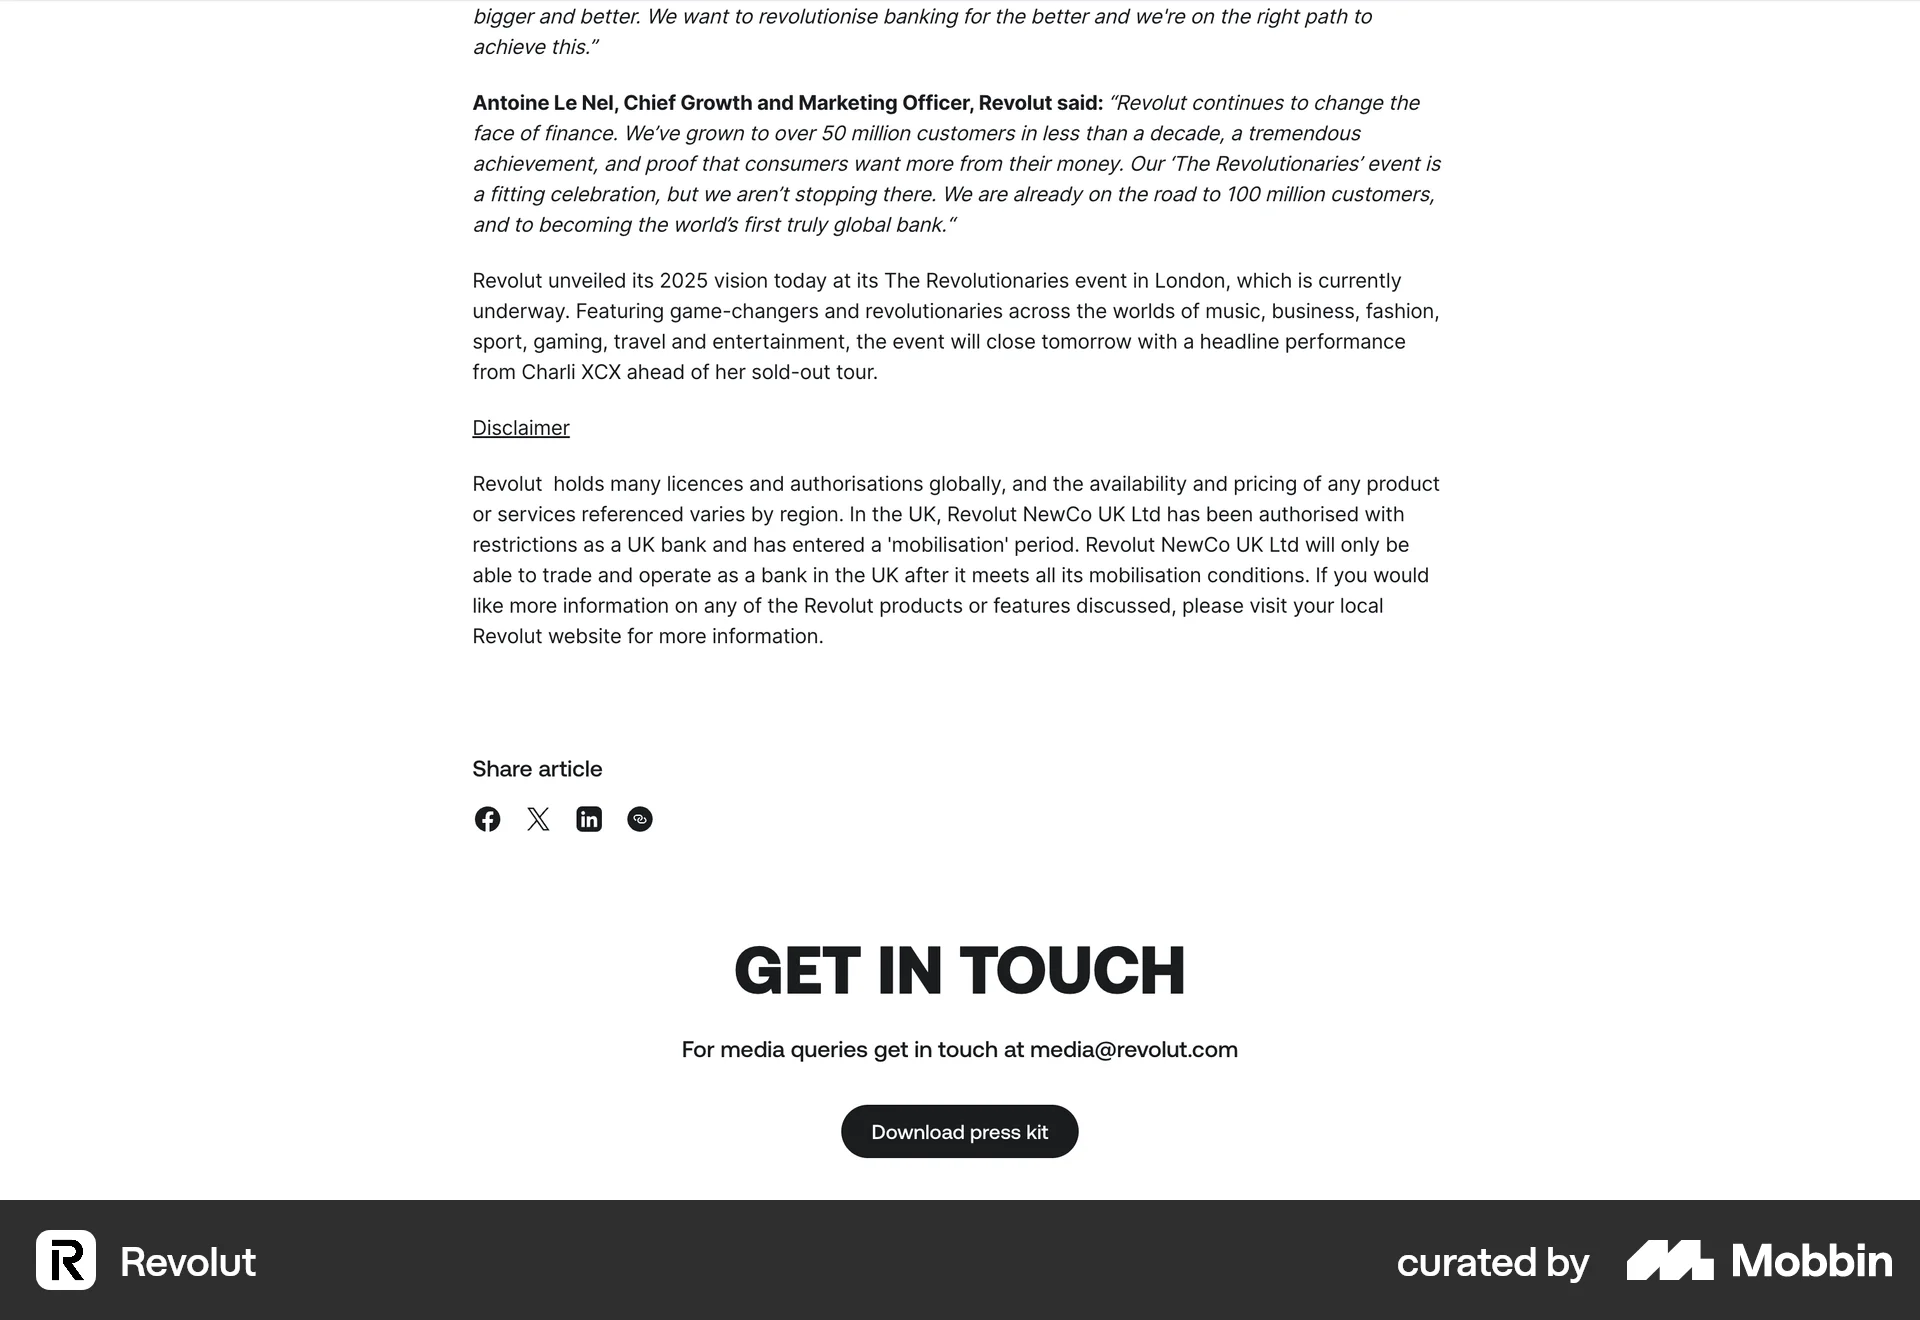 bigger and better. We want to revolutionise banking for the better and we're on the right path to
achieve this.”
Antoine Le Nel, Chief Growth and Marketing Officer, Revolut said: “Revolut continues to change the
face of finance. We’ve grown to over 50 million customers in less than a decade, a tremendous
achievement, and proof that consumers want more from their money. Our ‘The Revolutionaries’ event is
a fitting celebration, but we aren’t stopping there. We are already on the road to 100 million customers,
and to becoming the world’s first truly global bank.“
Revolut unveiled its 2025 vision today at its The Revolutionaries event in London, which is currently
underway. Featuring game-changers and revolutionaries across the worlds of music, business, fashion,
sport, gaming, travel and entertainment, the event will close tomorrow with a headline performance
from Charli XCX ahead of her sold-out tour.
Disclaimer
Revolut  holds many licences and authorisations globally, and the availability and pricing of any product
or services referenced varies by region. In the UK, Revolut NewCo UK Ltd has been authorised with
restrictions as a UK bank and has entered a 'mobilisation' period. Revolut NewCo UK Ltd will only be
able to trade and operate as a bank in the UK after it meets all its mobilisation conditions. If you would
like more information on any of the Revolut products or features discussed, please visit your local
Revolut website for more information.
Share article
GET IN TOUCH
For media queries get in touch at media@revolut.com
Download press kit
Revolut
curated by Mobbin